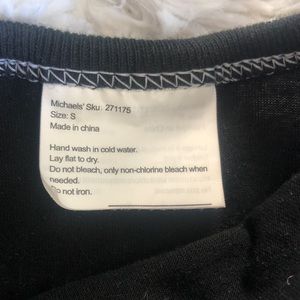 Michaels' Sku: 271175
Size: S
Made in china
Hand wash in cold water.
Lay flat to dry.
Do not bleach, only non-chlorine bleach when
needed.
Do not iron.